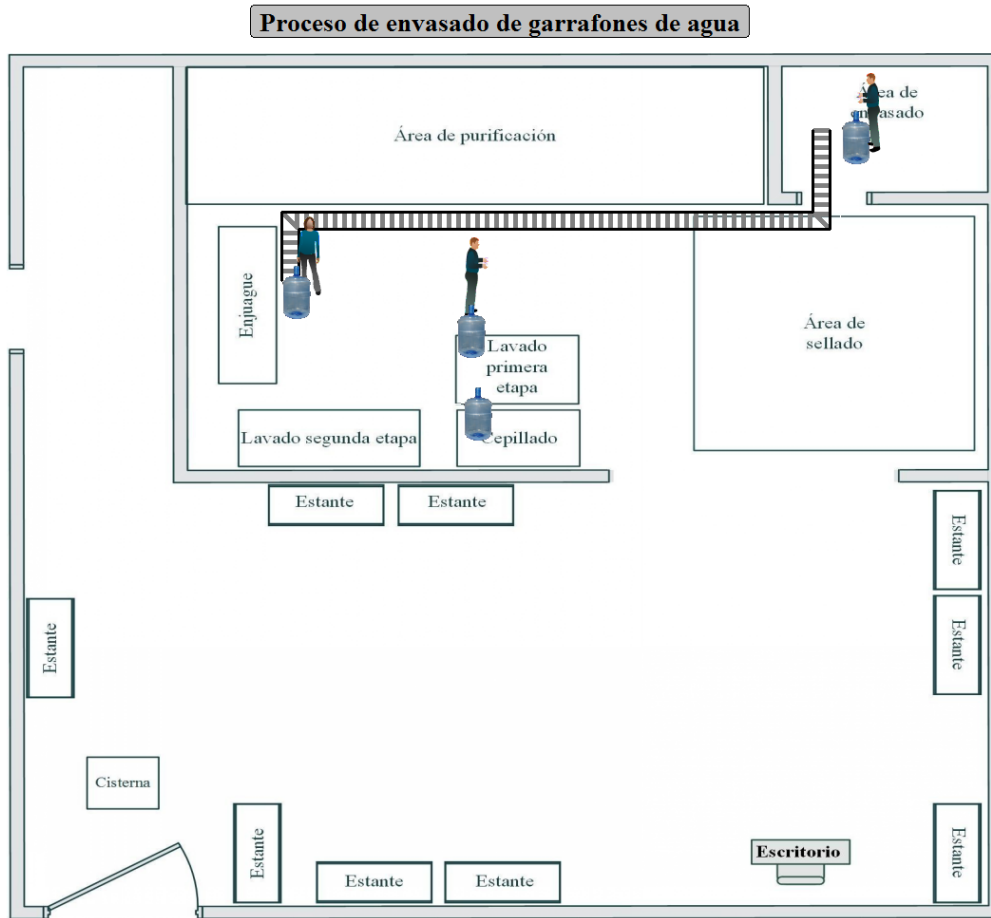 Proceso de envasado de garrafones de agua
Área de purificación
Área de
envasado
Enjuague
Lavado
primera
etapa
Área de
sellado
Lavado segunda etapa
Cepillado
Estante
Estante
Estante
Estante
Estante
Cisterna
Estante
Estante
Estante
Escritorio
Estante